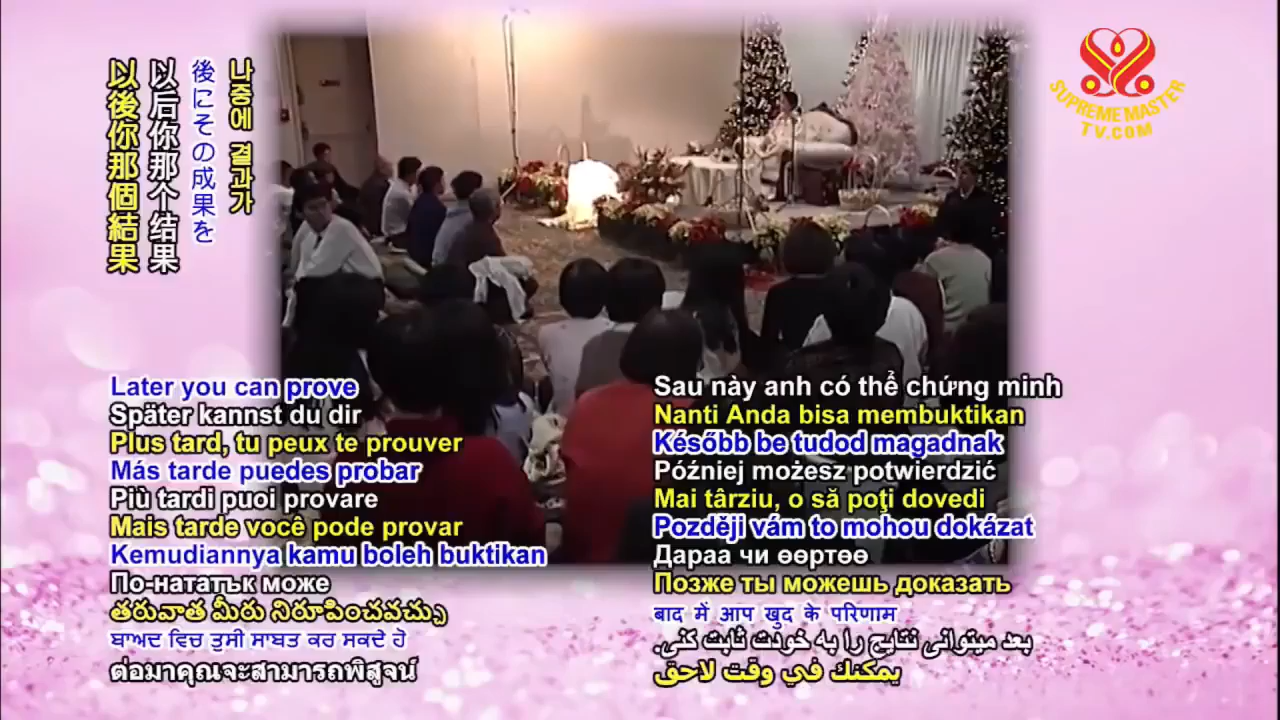 以後你那個結果
以后你那个结果
後にその成果を
나중에 결과가
SUPREME MASTER
TV.COM
Later you can prove
Später kannst du dir
Plus tard, tu peux te prouver
Más tarde puedes probar
Più tardi puoi provare
Mais tarde você pode provar
Kemudiannya kamu boleh buktikan
По-нататък може
తరువాత మీరు నిరూపించవచ్చు
ਬਾਅਦ ਵਿਚ ਤੁਸੀ ਸਾਬਤ ਕਰ ਸਕਦੇ ਹੋ
ต่อมาคุณจะสามารถพิสูจน์
Sau này anh có thể chứng minh
Nanti Anda bisa membuktikan
Később be tudod magadnak
Później możesz potwierdzić
Mai târziu, o să poţi dovedi
Později vám to mohou dokázat
Дараа чи өөртөө
Позже ты можешь доказать
बाद में आप खुद के परिणाम
بعد میتوانی نتایج را به خودت ثابت کنی.
يمكنك في وقت لاحق